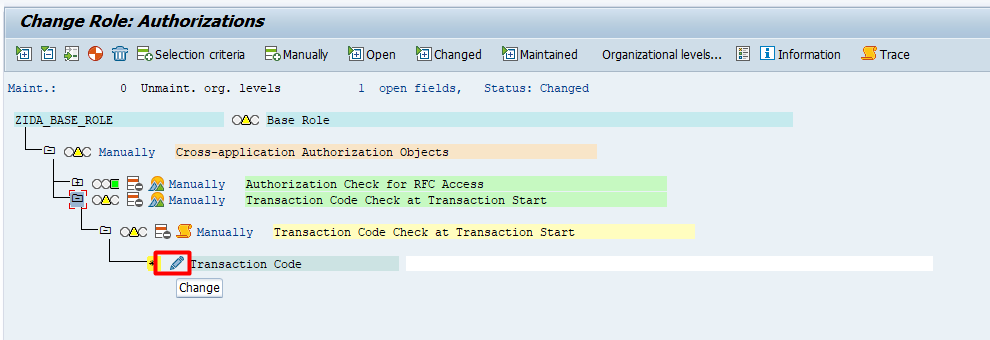 Change Role: Authorizations
Selection criteria Manually Open Changed Maintained Organizational levels... Information Trace
Maint.: 0 Unmaint. org. levels 1 open fields, Status: Changed
ZIDA_BASE_ROLE Base Role
Manually Cross-application Authorization Objects
Manually Authorization Check for RFC Access
Manually Transaction Code Check at Transaction Start
Manually Transaction Code Check at Transaction Start
Transaction Code
Change